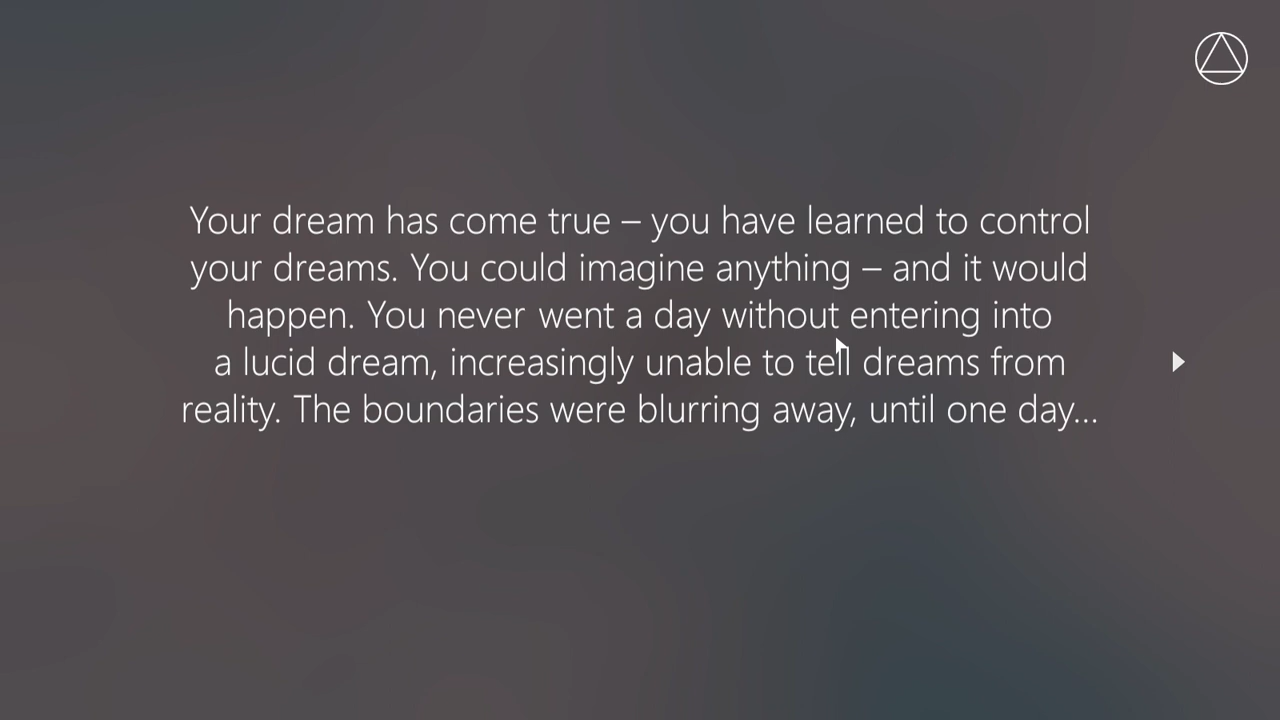 Your dream has come true – you have learned to control
your dreams. You could imagine anything – and it would
happen. You never went a day without entering into
a lucid dream, increasingly unable to tell dreams from
reality. The boundaries were blurring away, until one day...